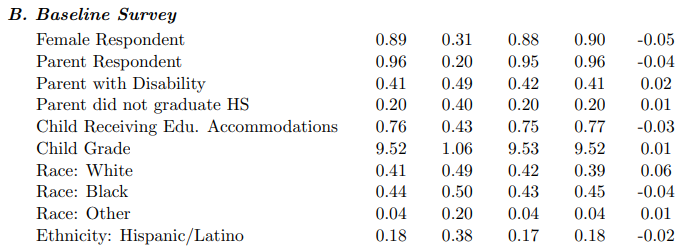 B. Baseline Survey
Female Respondent 0.89 0.31 0.88 0.90 -0.05
Parent Respondent 0.96 0.20 0.95 0.96 -0.04
Parent with Disability 0.41 0.49 0.42 0.41 0.02
Parent did not graduate HS 0.20 0.40 0.20 0.20 0.01
Child Receiving Edu. Accommodations 0.76 0.43 0.75 0.77 -0.03
Child Grade 9.52 1.06 9.53 9.52 0.01
Race: White 0.41 0.49 0.42 0.39 0.06
Race: Black 0.44 0.50 0.43 0.45 -0.04
Race: Other 0.04 0.20 0.04 0.04 0.01
Ethnicity: Hispanic/Latino 0.18 0.38 0.17 0.18 -0.02